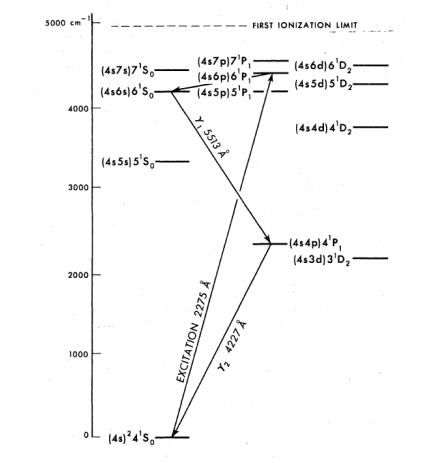 5000 cm⁻¹
FIRST IONIZATION LIMIT
(4s7p)7¹P₁
(4s7s)7¹S₀
(4s6d)6¹D₂
(4s6p)6¹P₁
(4s6s)6¹S₀
(4s5p)5¹P₁
(4s5d)5¹D₂
4000
(4s4d)4¹D₂
γ₁ 5513 Å
(4s5s)5¹S₀
3000
(4s4p)4¹P₁
(4s3d)3¹D₂
2000
EXCITATION 2275 Å
γ₂ 4227 Å
1000
0
(4s)²4¹S₀